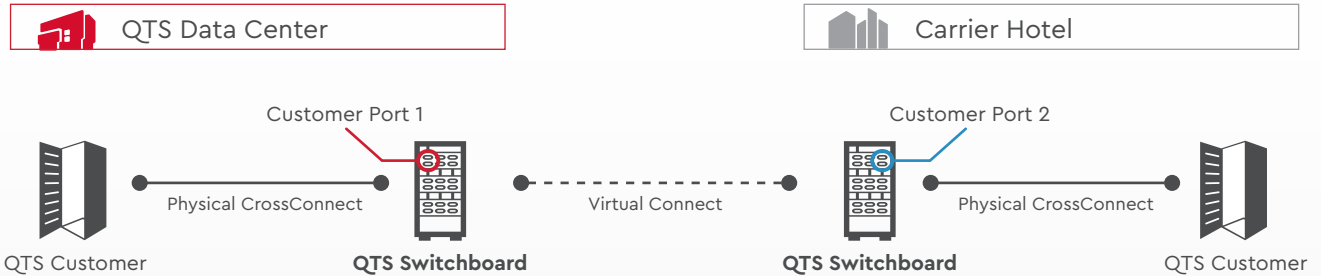 QTS Data Center
Carrier Hotel
Customer Port 1
Customer Port 2
Physical CrossConnect
Virtual Connect
Physical CrossConnect
QTS Customer
QTS Switchboard
QTS Switchboard
QTS Customer